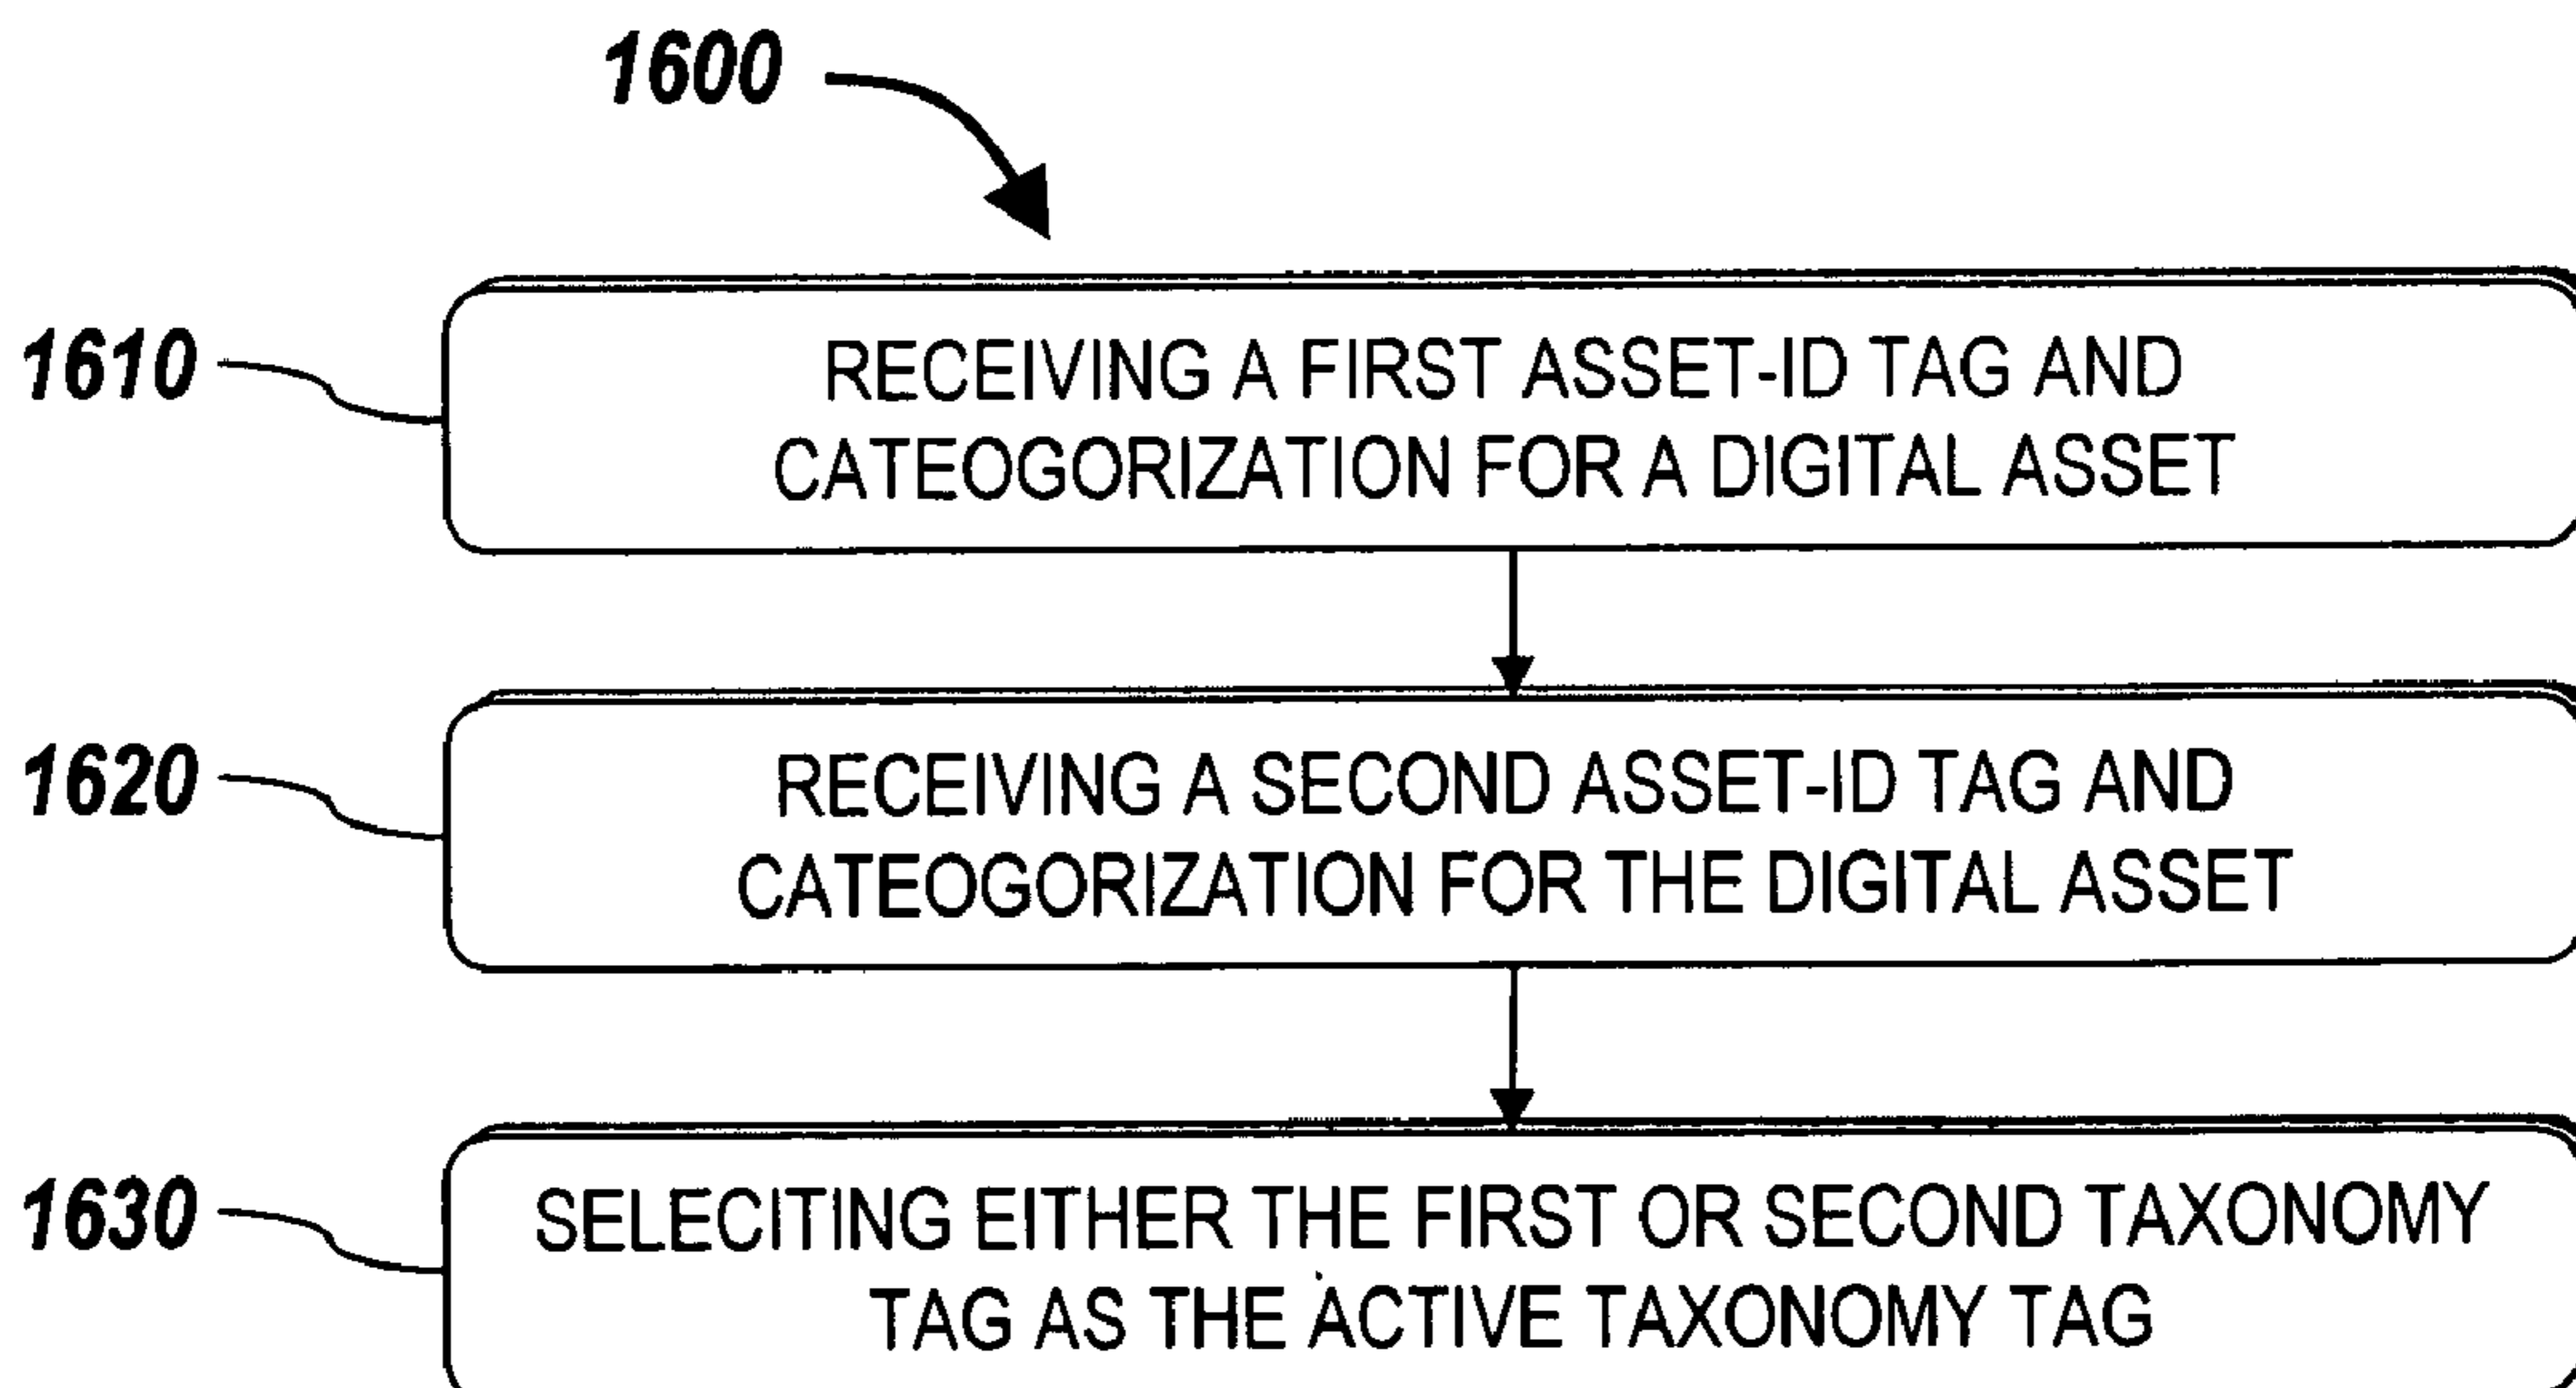 1600
1610
RECEIVING A FIRST ASSET-ID TAG AND
CATEOGORIZATION FOR A DIGITAL ASSET
1620
RECEIVING A SECOND ASSET-ID TAG AND
CATEOGORIZATION FOR THE DIGITAL ASSET
1630
SELECITING EITHER THE FIRST OR SECOND TAXONOMY
TAG AS THE ACTIVE TAXONOMY TAG